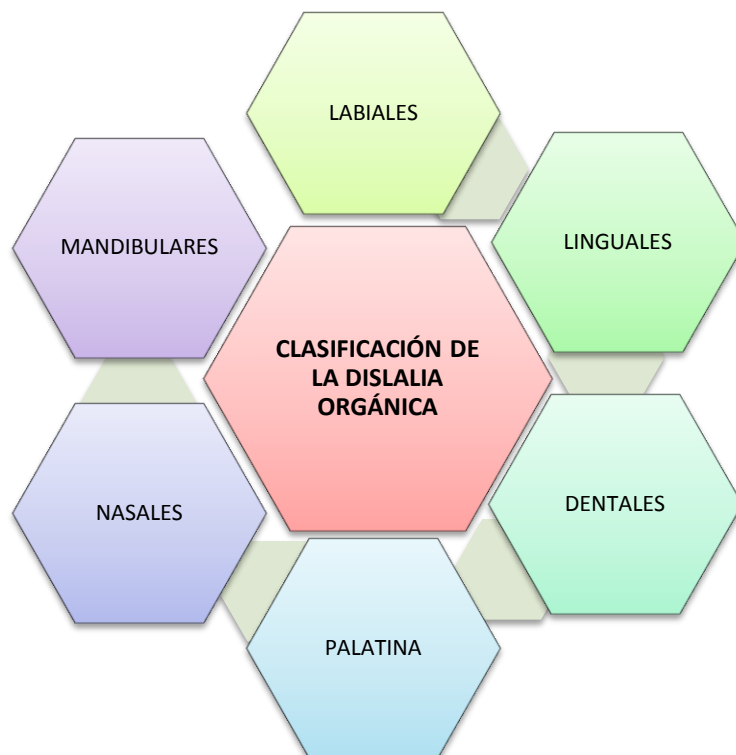 LABIALES
LINGUALES
DENTALES
PALATINA
NASALES
MANDIBULARES
CLASIFICACIÓN DE
LA DISLALIA
ORGÁNICA